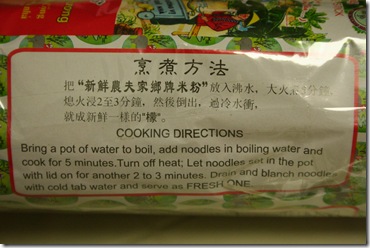 烹煮方法
把"新鮮農夫家鄉牌米粉"放入沸水，大火煮5分鐘，
熄火浸2至3分鐘，然後倒出，過冷水衝，
就成新鮮一樣的"檬"。
COOKING DIRECTIONS
Bring a pot of water to boil, add noodles in boiling water and
cook for 5 minutes.Turn off heat; Let noodles set in the pot
with lid on for another 2 to 3 minutes. Drain and blanch noodles
with cold tab water and serve as FRESH ONE.